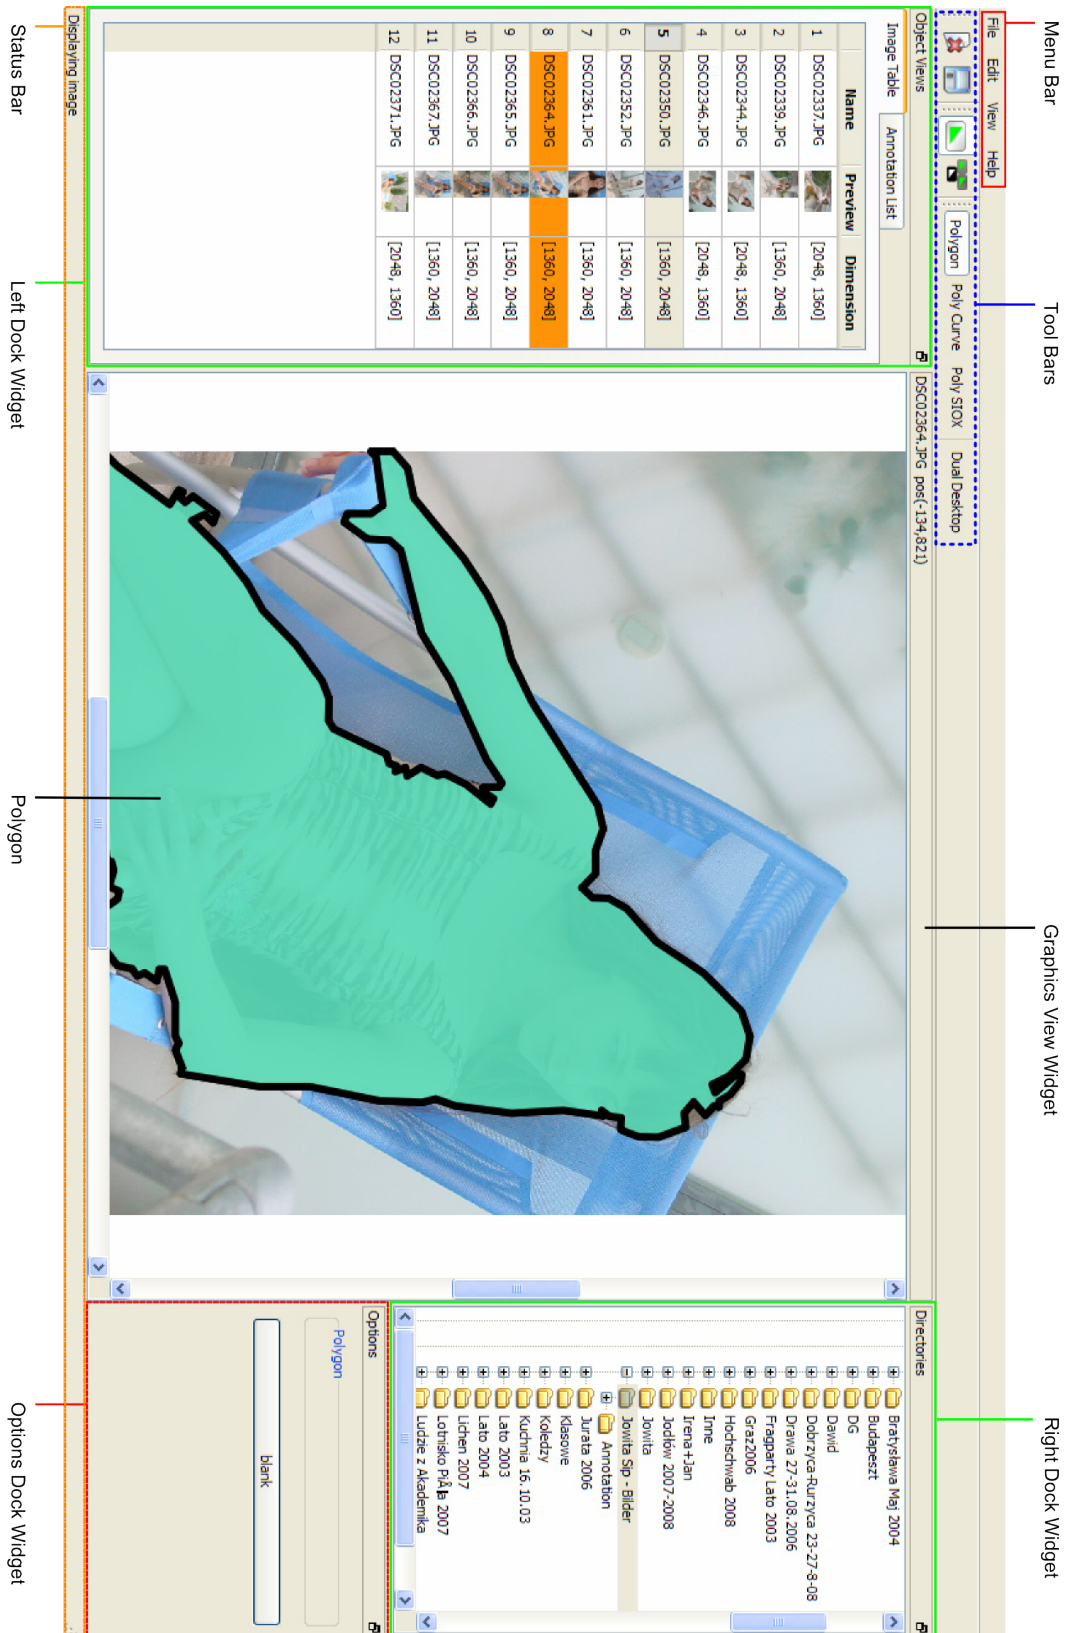 Menu Bar
Tool Bars
Graphics View Widget
Right Dock Widget
File Edit View Help
Polygon Poly Curve Poly SIOX Dual Desktop
Object Views
Image Table Annotation List
Name Preview Dimension
1 DSC02337.JPG [2048, 1360]
2 DSC02339.JPG [1360, 2048]
3 DSC02344.JPG [2048, 1360]
4 DSC02346.JPG [2048, 1360]
5 DSC02350.JPG [1360, 2048]
6 DSC02352.JPG [1360, 2048]
7 DSC02361.JPG [1360, 2048]
8 DSC02364.JPG [1360, 2048]
9 DSC02365.JPG [1360, 2048]
10 DSC02366.JPG [1360, 2048]
11 DSC02367.JPG [1360, 2048]
12 DSC02371.JPG [2048, 1360]
DSC02364.JPG pos(-134,821)
Directories
Bratysława Maj 2004
Budapeszt
DG
Dawid
Dobrzyca-Rurzyca 23-27-8-08
Drawa 27-31.08.2006
Fragparty Lato 2003
Graz2006
Hochschwab 2008
Inne
Irena+Jan
Jodłów 2007-2008
Jowita
Jowita Sip - Bilder
Annotation
Jurata 2006
Klasowe
Koledzy
Kuchnia 16.10.03
Lato 2003
Lato 2004
Lichen 2007
Lotnisko 2007
Ludzie z Akademika
Options
Polygon
blank
Displaying image
Status Bar
Left Dock Widget
Polygon
Options Dock Widget